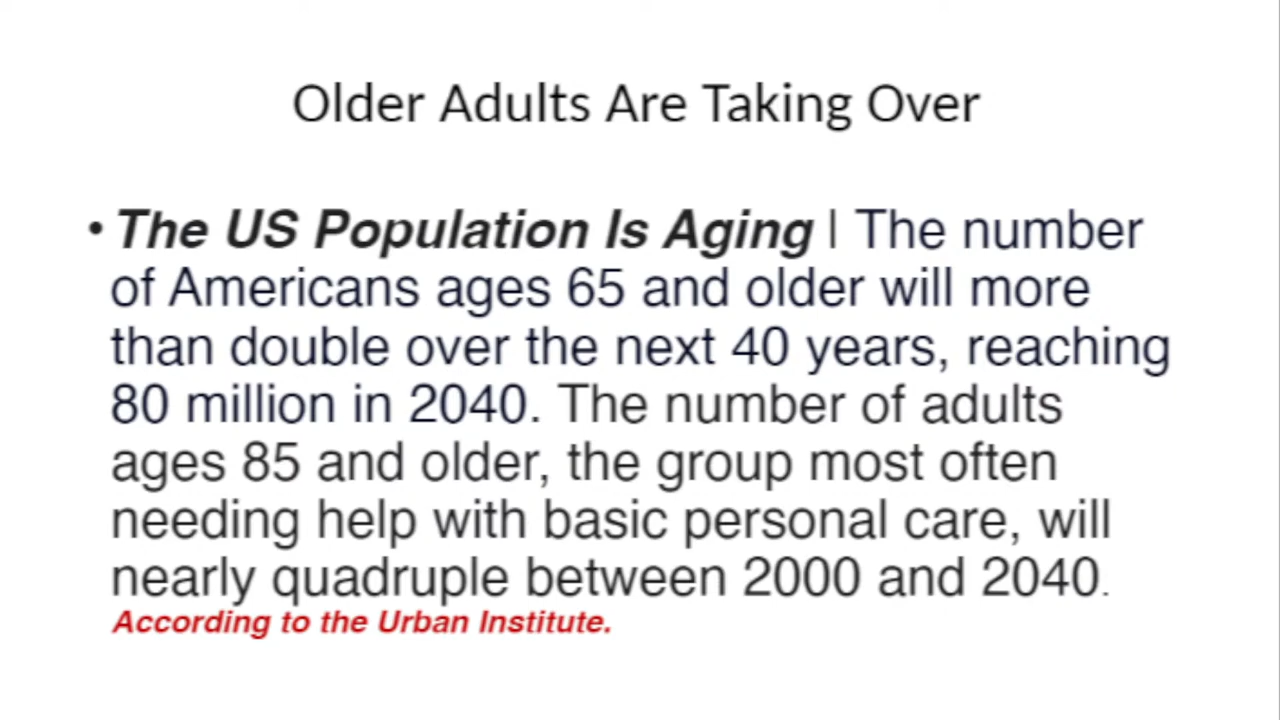 Older Adults Are Taking Over
• The US Population Is Aging | The number
of Americans ages 65 and older will more
than double over the next 40 years, reaching
80 million in 2040. The number of adults
ages 85 and older, the group most often
needing help with basic personal care, will
nearly quadruple between 2000 and 2040.
According to the Urban Institute.